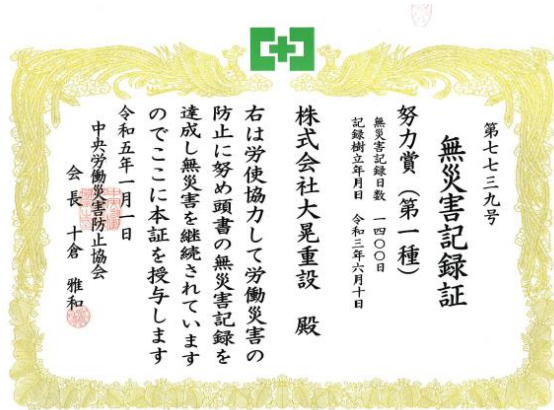 第七七三九号
無災害記録証
努力賞（第一種）
無災害記録日数 一四〇〇日
記録樹立年月日 令和三年六月十日
株式会社大晃重設 殿
右は労使協力して労働災害の
防止に努め頭書の無災害記録を
達成し無災害を継続されています
のでここに本証を授与します
令和五年一月一日
中央労働災害防止協会
会長 十倉 雅和